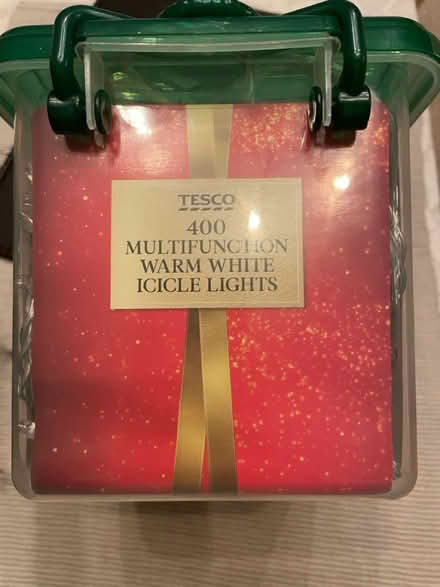 TESCO
400
MULTIFUNCTION
WARM WHITE
ICICLE LIGHTS